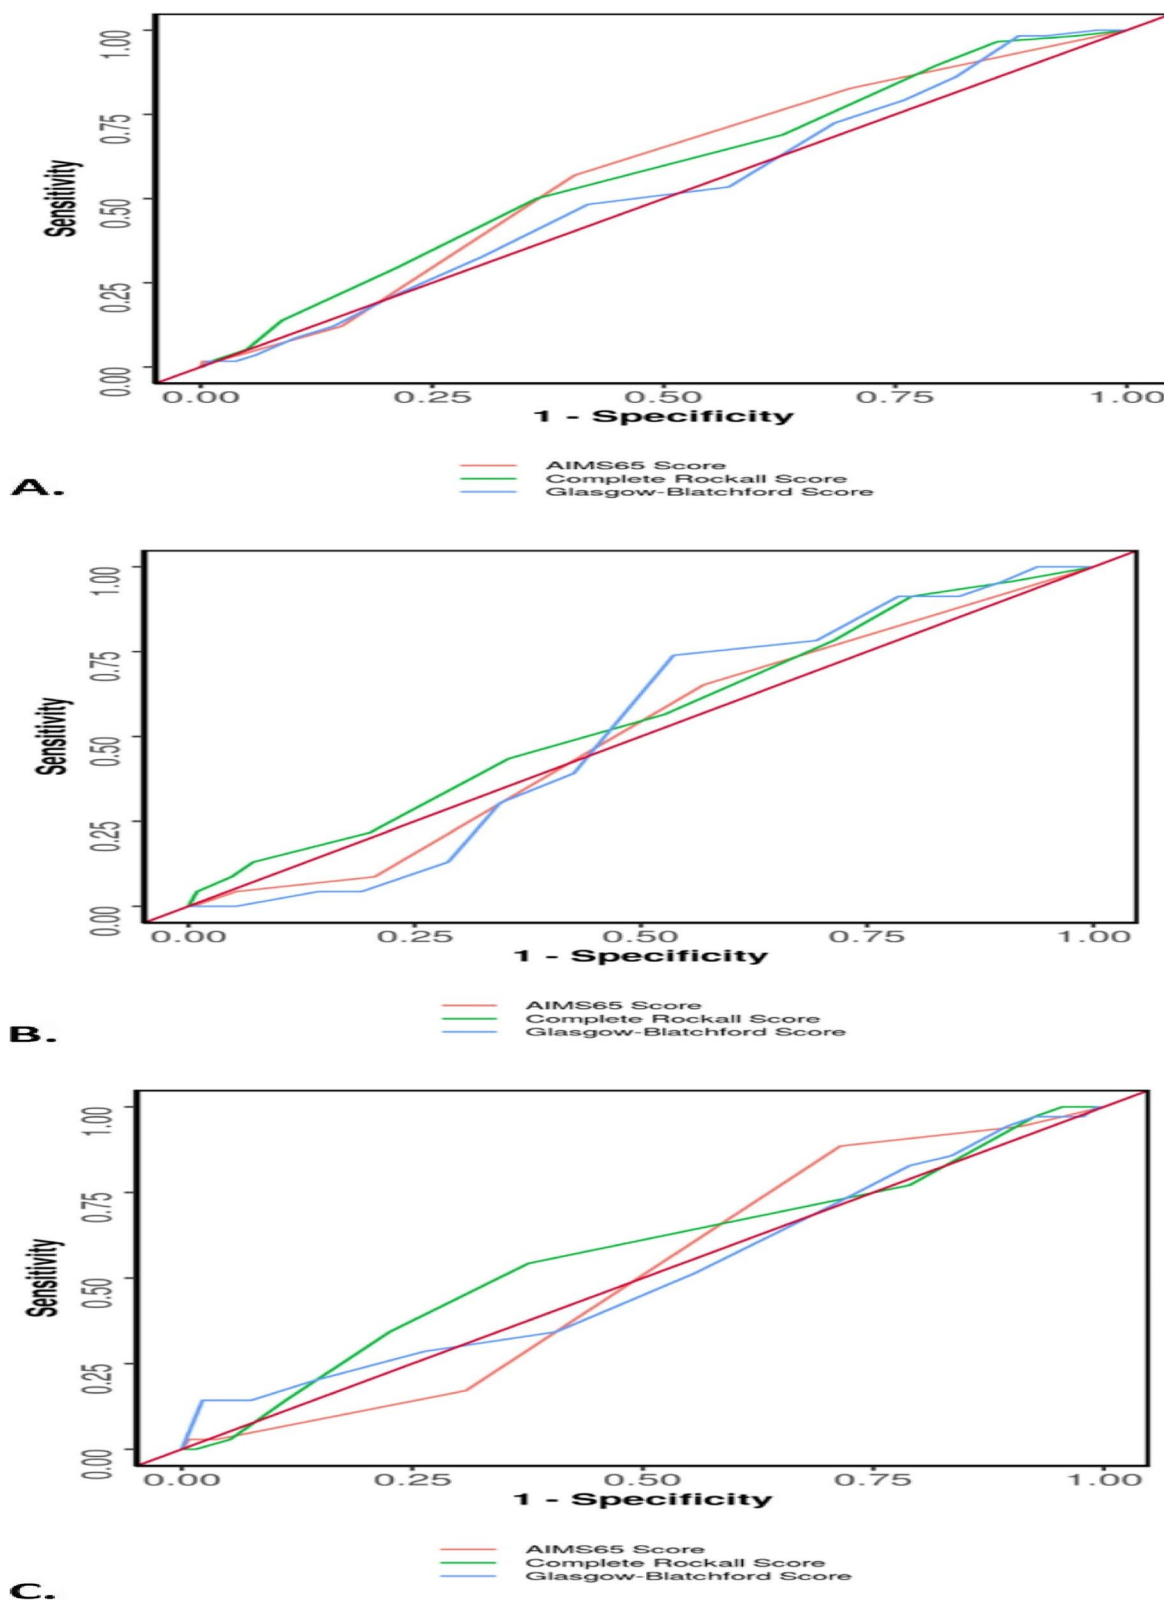 1.00
0.75
0.50
0.25
0.00
Sensitivity
0.00 0.25 0.50 0.75 1.00
1 - Specificity
AIMS65 Score
Complete Rockall Score
Glasgow-Blatchford Score
A.
1.00
0.75
0.50
0.25
0.00
Sensitivity
0.00 0.25 0.50 0.75 1.00
1 - Specificity
AIMS65 Score
Complete Rockall Score
Glasgow-Blatchford Score
B.
1.00
0.75
0.50
0.25
0.00
Sensitivity
0.00 0.25 0.50 0.75 1.00
1 - Specificity
AIMS65 Score
Complete Rockall Score
Glasgow-Blatchford Score
C.